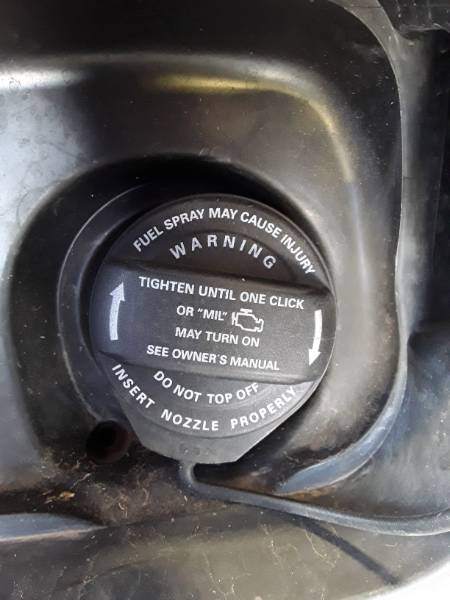 FUEL SPRAY MAY CAUSE INJURY
WARNING
TIGHTEN UNTIL ONE CLICK
OR "MIL"
MAY TURN ON
SEE OWNER'S MANUAL
DO NOT TOP OFF
INSERT NOZZLE PROPERLY